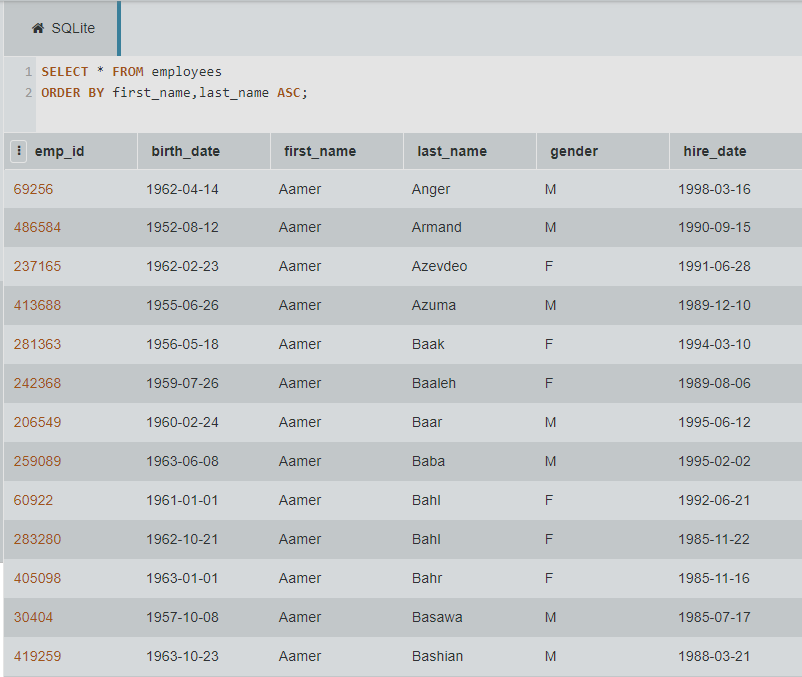 SQLite
1 SELECT * FROM employees
2 ORDER BY first_name,last_name ASC;
emp_id birth_date first_name last_name gender hire_date
69256 1962-04-14 Aamer Anger M 1998-03-16
486584 1952-08-12 Aamer Armand M 1990-09-15
237165 1962-02-23 Aamer Azevdeo F 1991-06-28
413688 1955-06-26 Aamer Azuma M 1989-12-10
281363 1956-05-18 Aamer Baak F 1994-03-10
242368 1959-07-26 Aamer Baaleh F 1989-08-06
206549 1960-02-24 Aamer Baar M 1995-06-12
259089 1963-06-08 Aamer Baba M 1995-02-02
60922 1961-01-01 Aamer Bahl F 1992-06-21
283280 1962-10-21 Aamer Bahl F 1985-11-22
405098 1963-01-01 Aamer Bahr F 1985-11-16
30404 1957-10-08 Aamer Basawa M 1985-07-17
419259 1963-10-23 Aamer Bashian M 1988-03-21